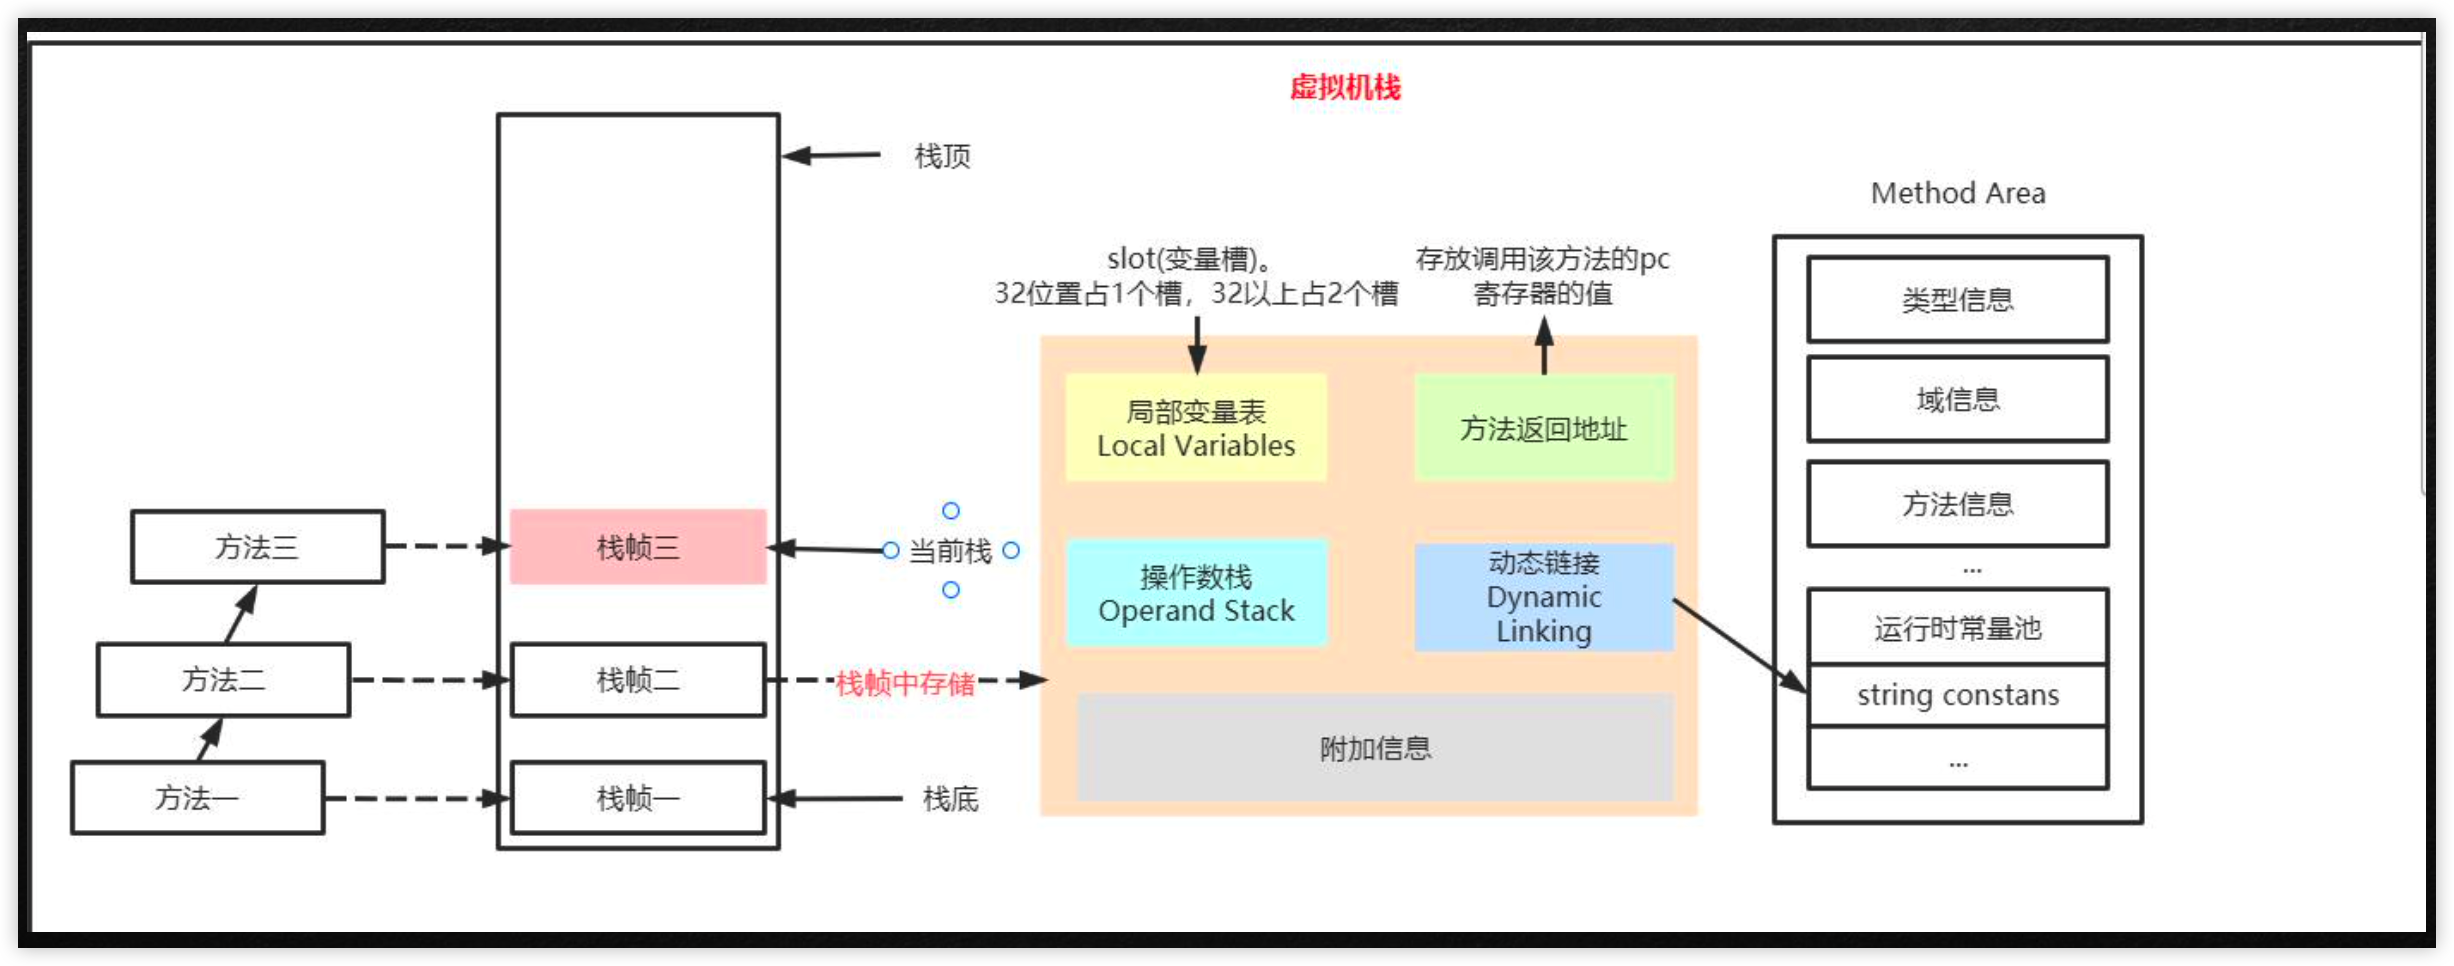 虚拟机栈
栈顶
Method Area
slot(变量槽)。
32位置占1个槽，32以上占2个槽
存放调用该方法的pc
寄存器的值
类型信息
局部变量表
Local Variables
方法返回地址
域信息
方法信息
...
方法三
栈帧三
当前栈
操作数栈
Operand Stack
动态链接
Dynamic
Linking
运行时常量池
方法二
栈帧二
栈帧中存储
string constans
附加信息
...
方法一
栈帧一
栈底